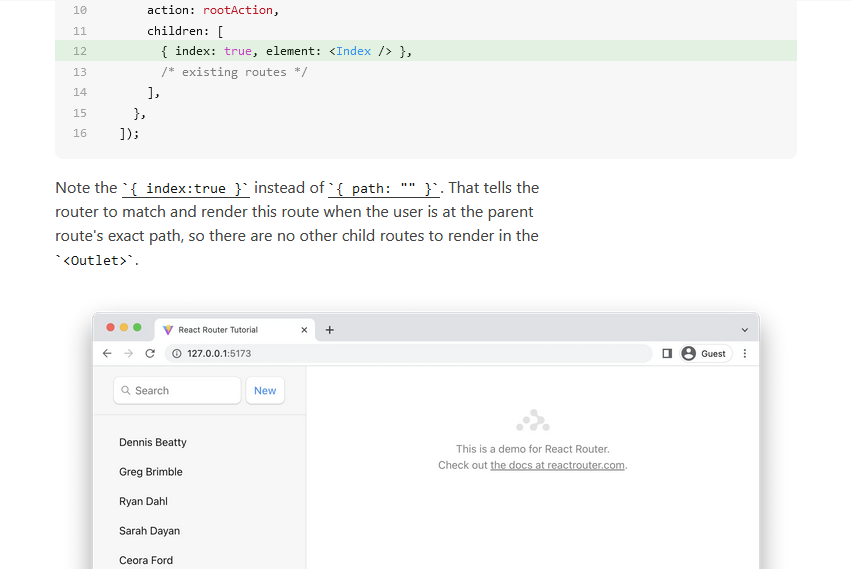 10 action: rootAction,
11 children: [
12 { index: true, element: <Index /> },
13 /* existing routes */
14 ],
15 },
16 ]);
Note the `{ index:true }` instead of `{ path: "" }`. That tells the
router to match and render this route when the user is at the parent
route's exact path, so there are no other child routes to render in the
`<Outlet>`.
React Router Tutorial
127.0.0.1:5173
Guest
Search
New
Dennis Beatty
Greg Brimble
Ryan Dahl
Sarah Dayan
Ceora Ford
This is a demo for React Router.
Check out the docs at reactrouter.com.